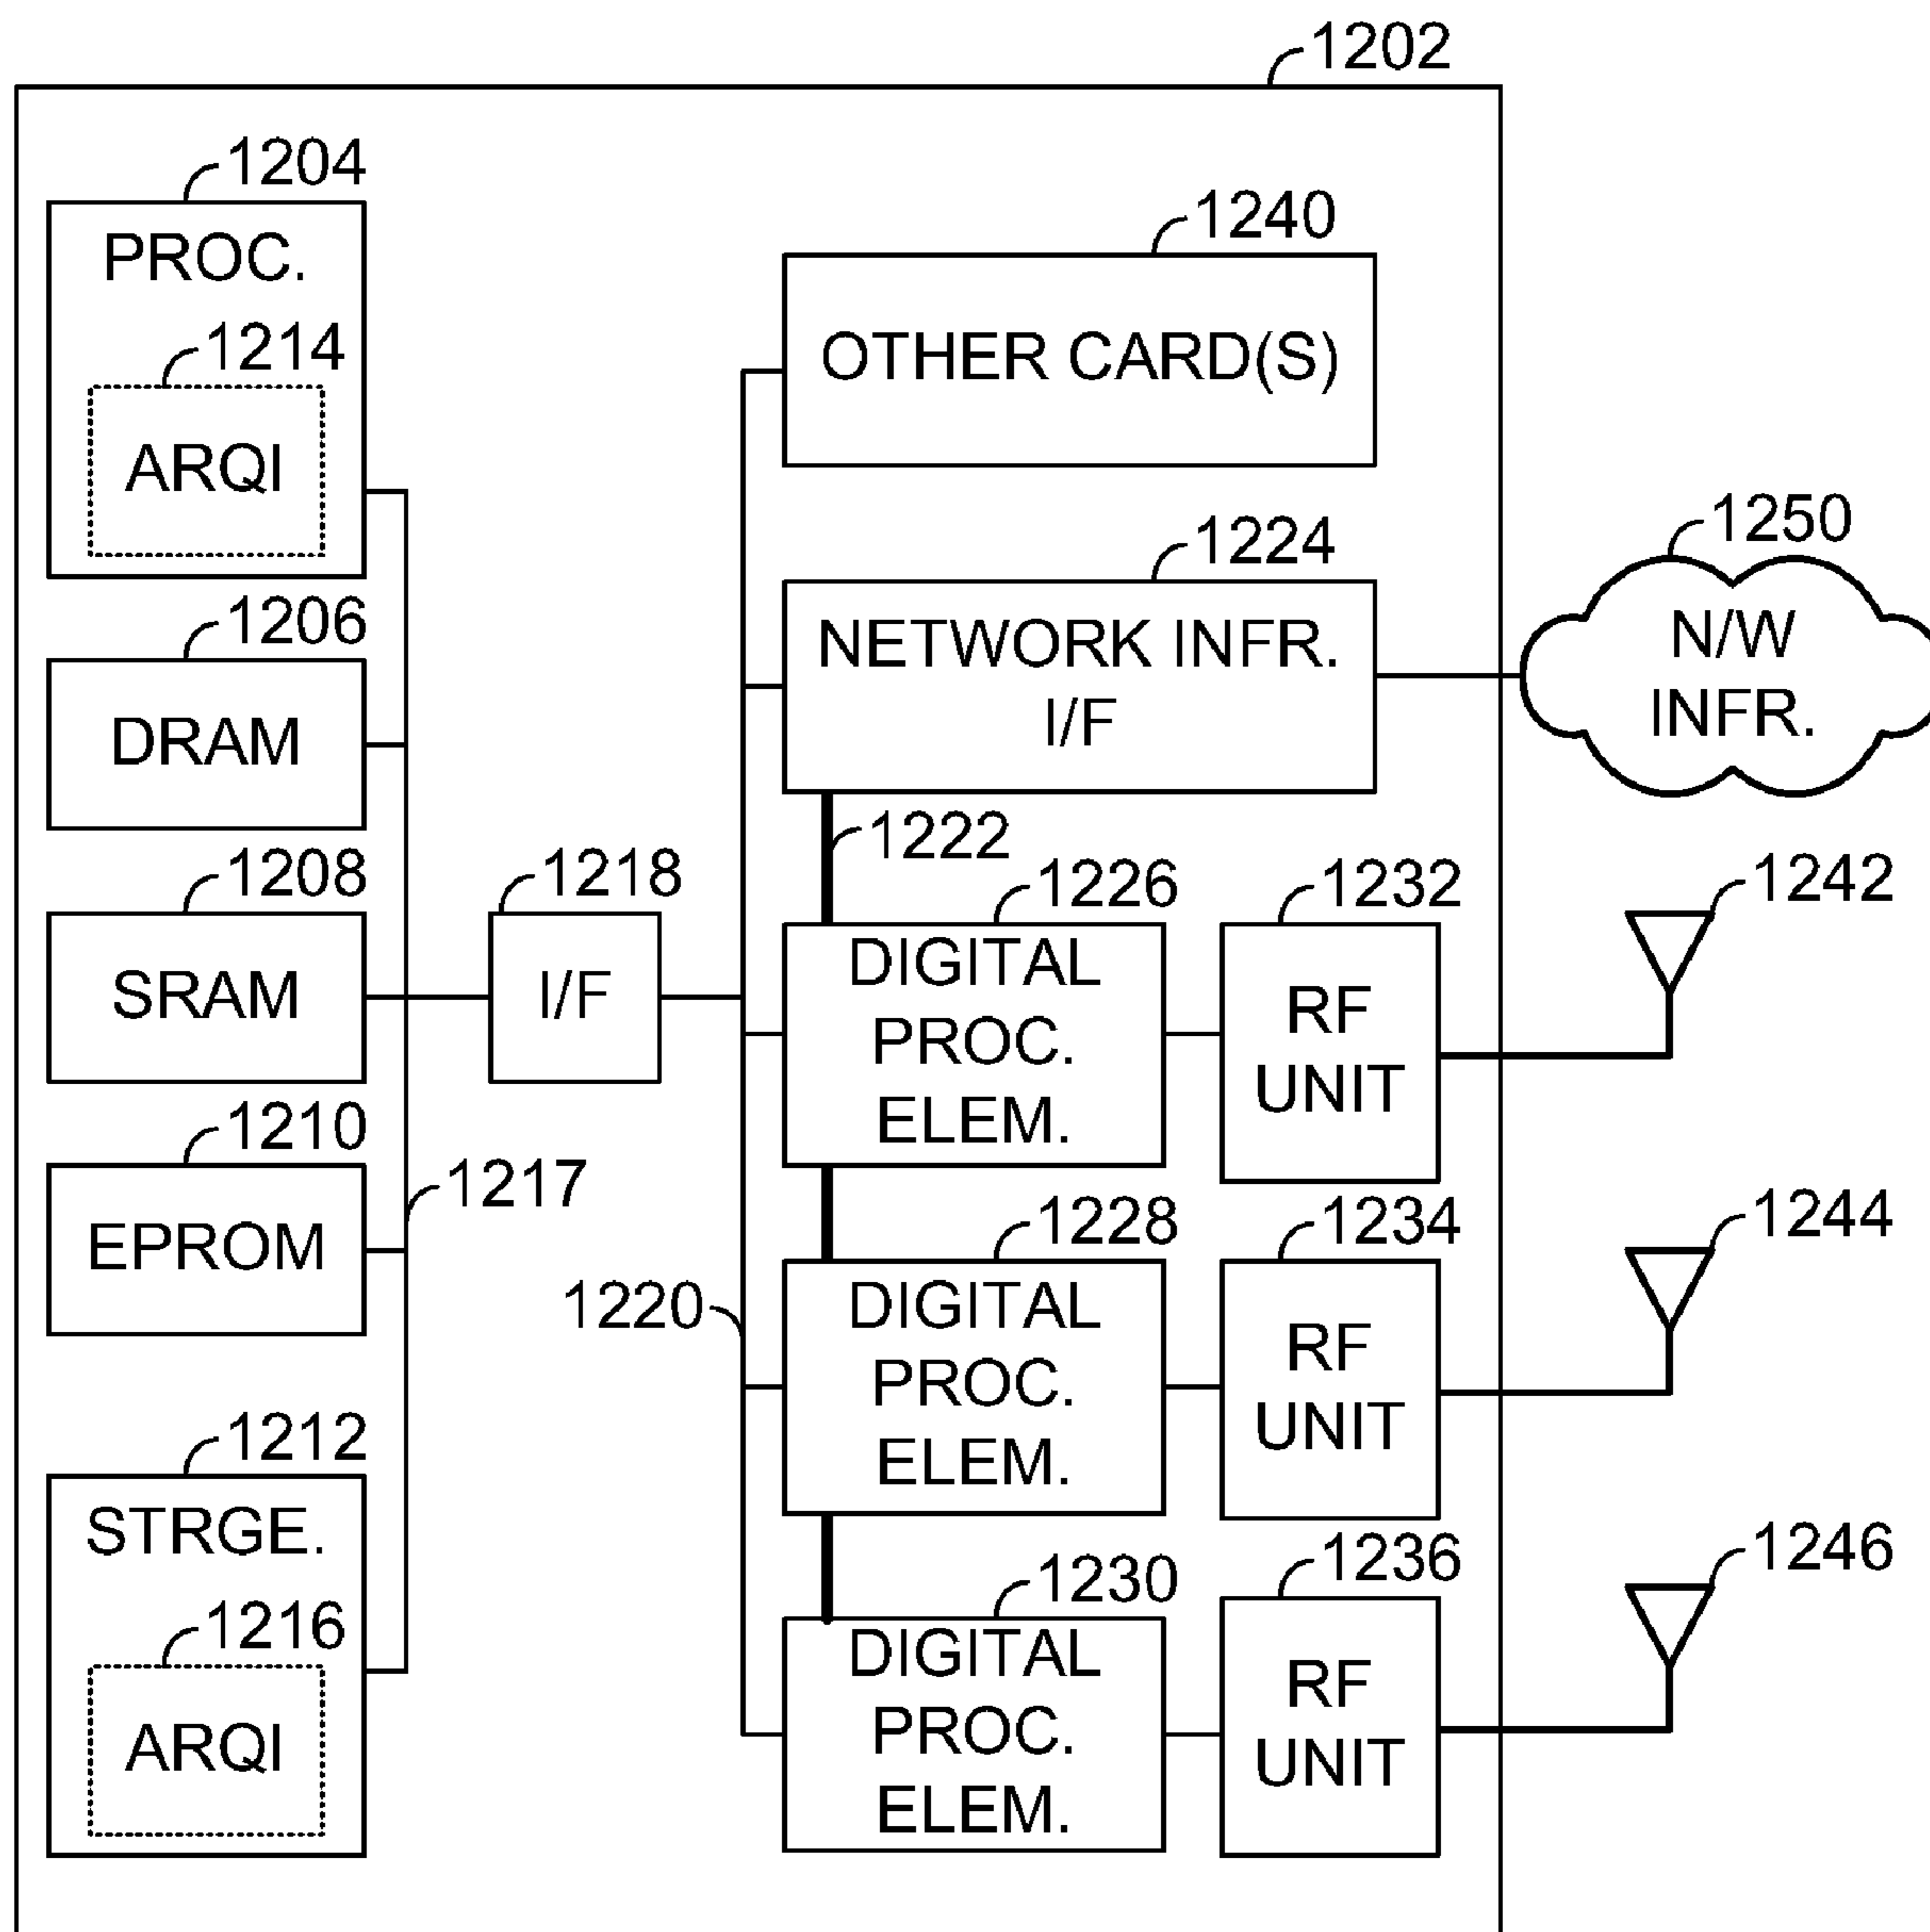 1202
1204
PROC.
1214
ARQI
1206
DRAM
1208
SRAM
1210
EPROM
1217
1212
STRGE.
1216
ARQI
1218
I/F
1220
1240
OTHER CARD(S)
1224
NETWORK INFR.
I/F
1250
N/W
INFR.
1222
1226
DIGITAL
PROC.
ELEM.
1232
RF
UNIT
1242
1228
DIGITAL
PROC.
ELEM.
1234
RF
UNIT
1244
1230
DIGITAL
PROC.
ELEM.
1236
RF
UNIT
1246